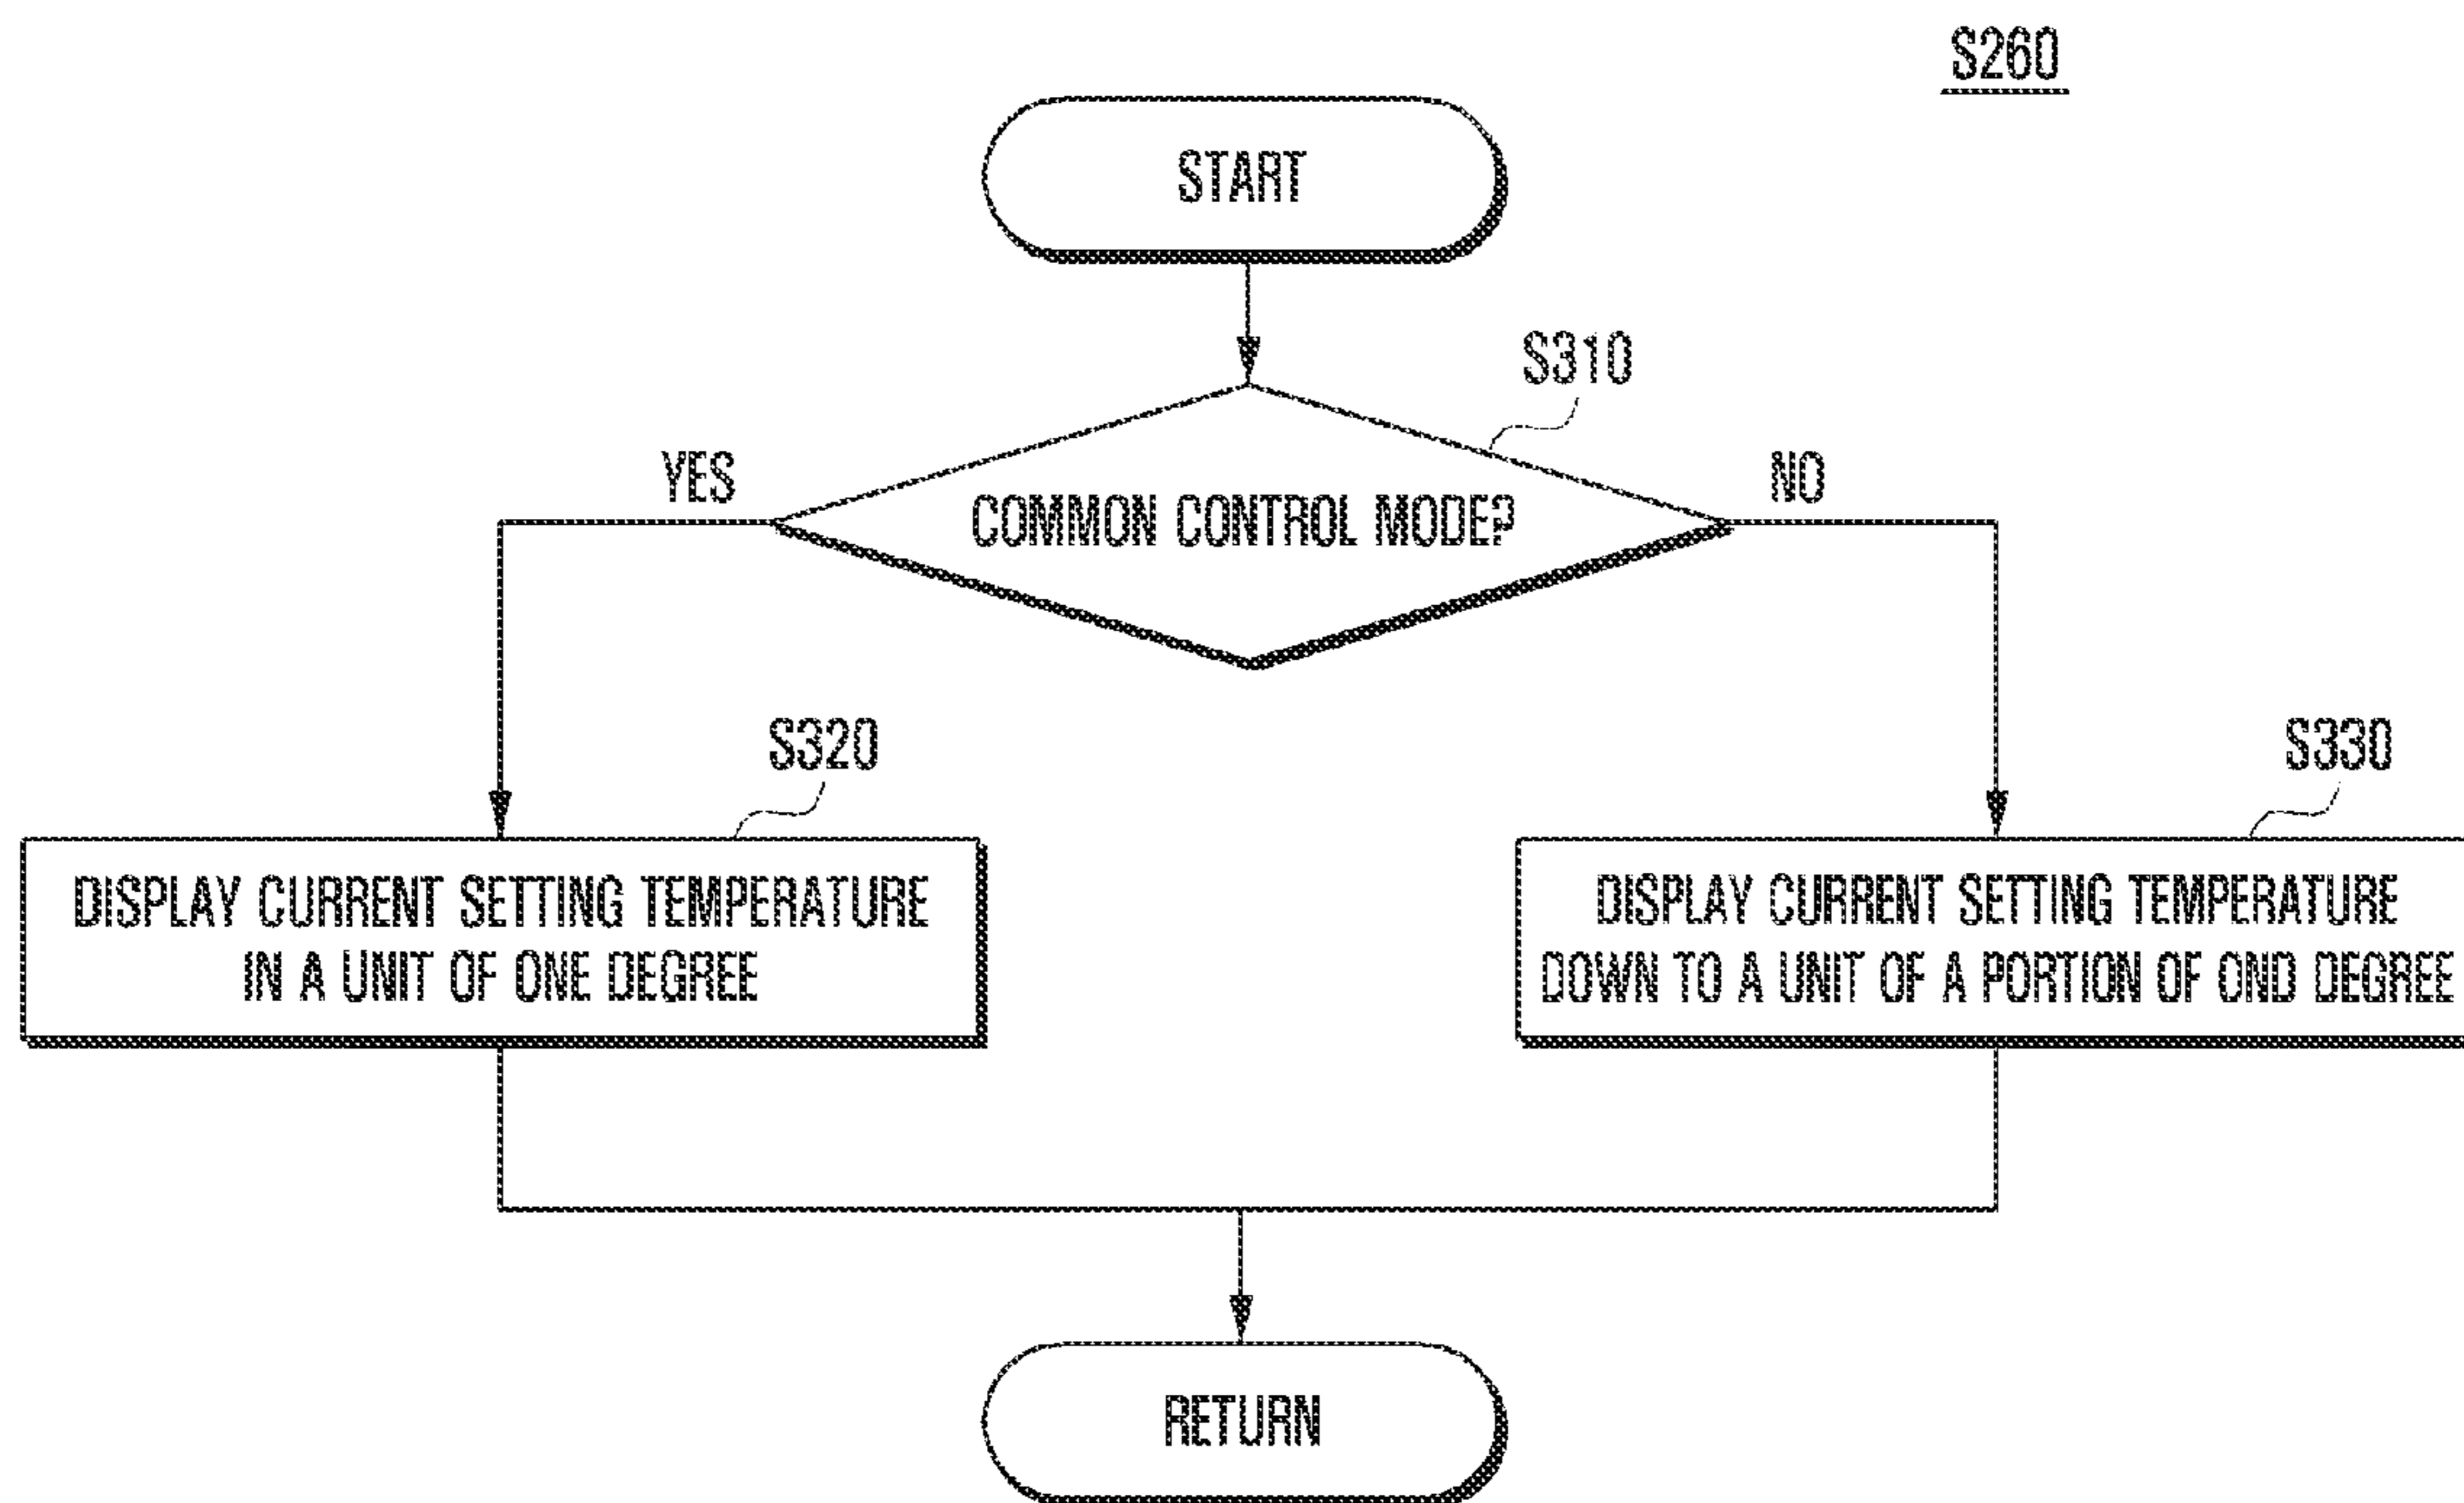 S260
START
S310
YES
NO
COMMON CONTROL MODE?
S320
S330
DISPLAY CURRENT SETTING TEMPERATURE
IN A UNIT OF ONE DEGREE
DISPLAY CURRENT SETTING TEMPERATURE
DOWN TO A UNIT OF A PORTION OF OND DEGREE
RETURN